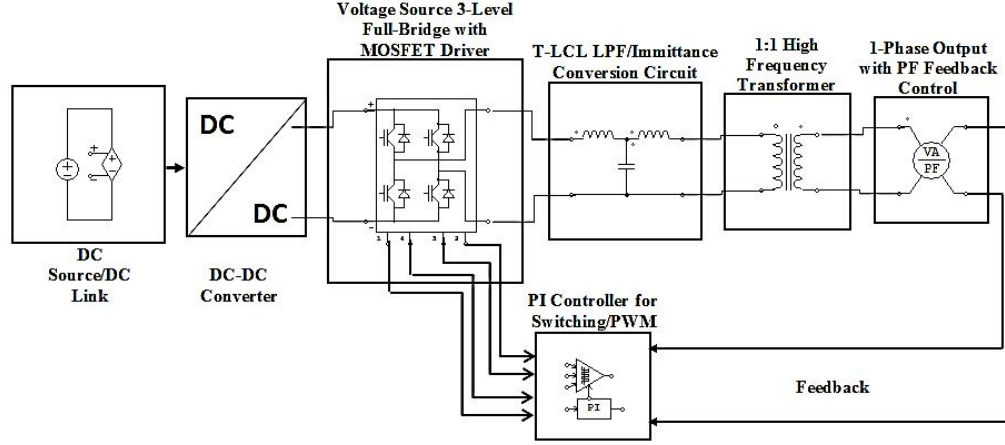 Voltage Source 3-Level
Full-Bridge with
MOSFET Driver
T-LCL LPF/Immittance
Conversion Circuit
1:1 High
Frequency
Transformer
1-Phase Output
with PF Feedback
Control
DC
DC
VA
PF
DC
Source/DC
Link
DC-DC
Converter
PI Controller for
Switching/PWM
PI
Feedback